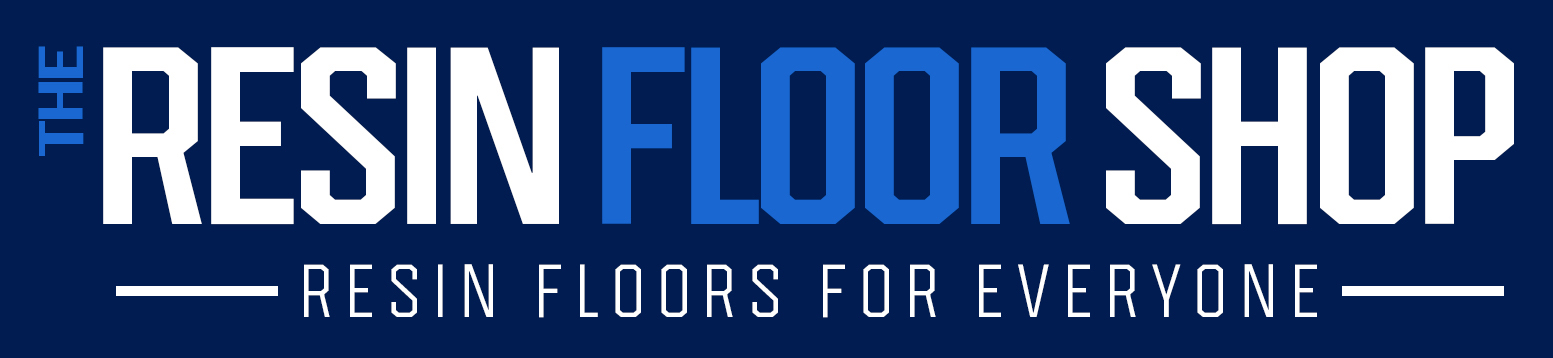 THE RESIN FLOOR SHOP
RESIN FLOORS FOR EVERYONE